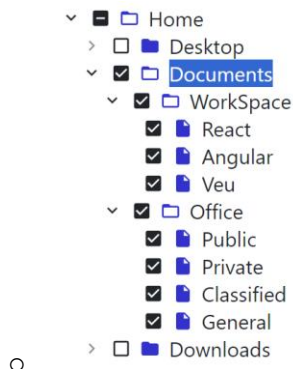 Home
Desktop
Documents
WorkSpace
React
Angular
Veu
Office
Public
Private
Classified
General
Downloads